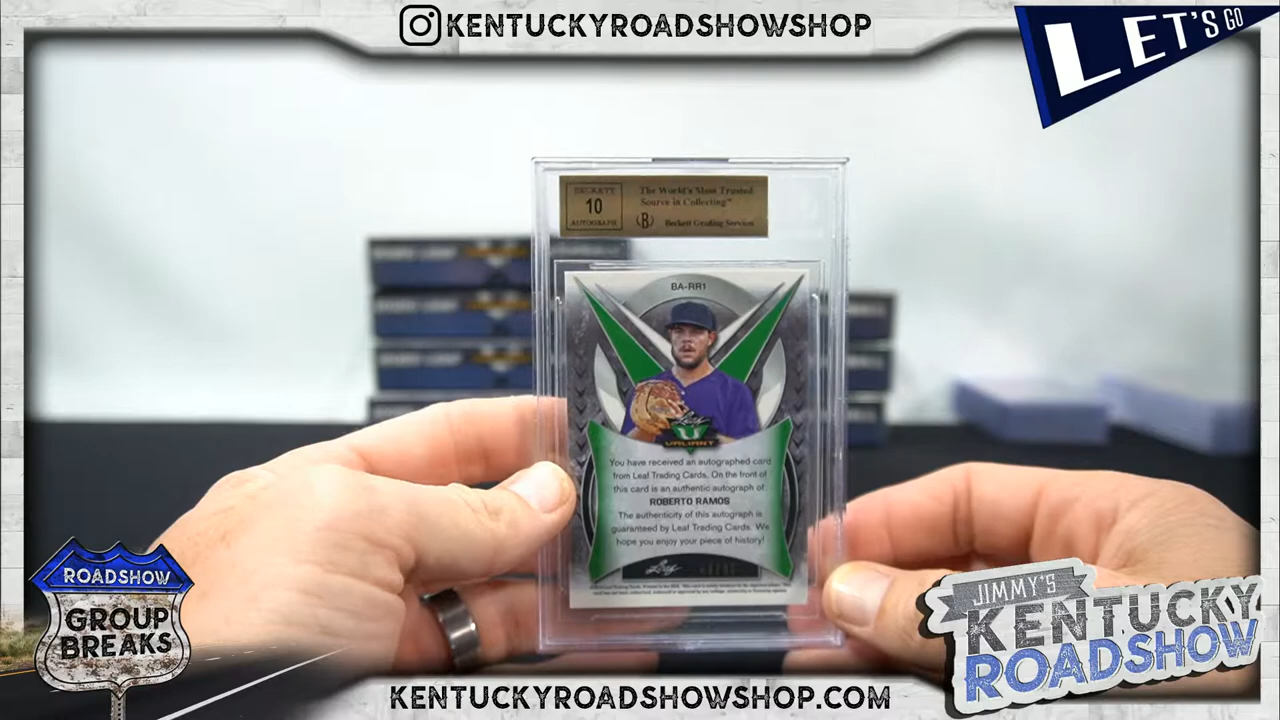 KENTUCKYROADSHOWSHOP
LET'S GO
BECKETT
10
AUTOGRAPH
The World's Most Trusted
Source in Collecting™
B
Beckett Grading Services
BA-RR1
Leaf
VALIANT
You have received an autographed card
from Leaf Trading Cards. On the front of
this card is an authentic autograph of:
ROBERTO RAMOS
The authenticity of this autograph is
guaranteed by Leaf Trading Cards. We
hope you enjoy your piece of history!
Leaf
ROADSHOW
GROUP
BREAKS
JIMMY'S
KENTUCKY
ROADSHOW
KENTUCKYROADSHOWSHOP.COM